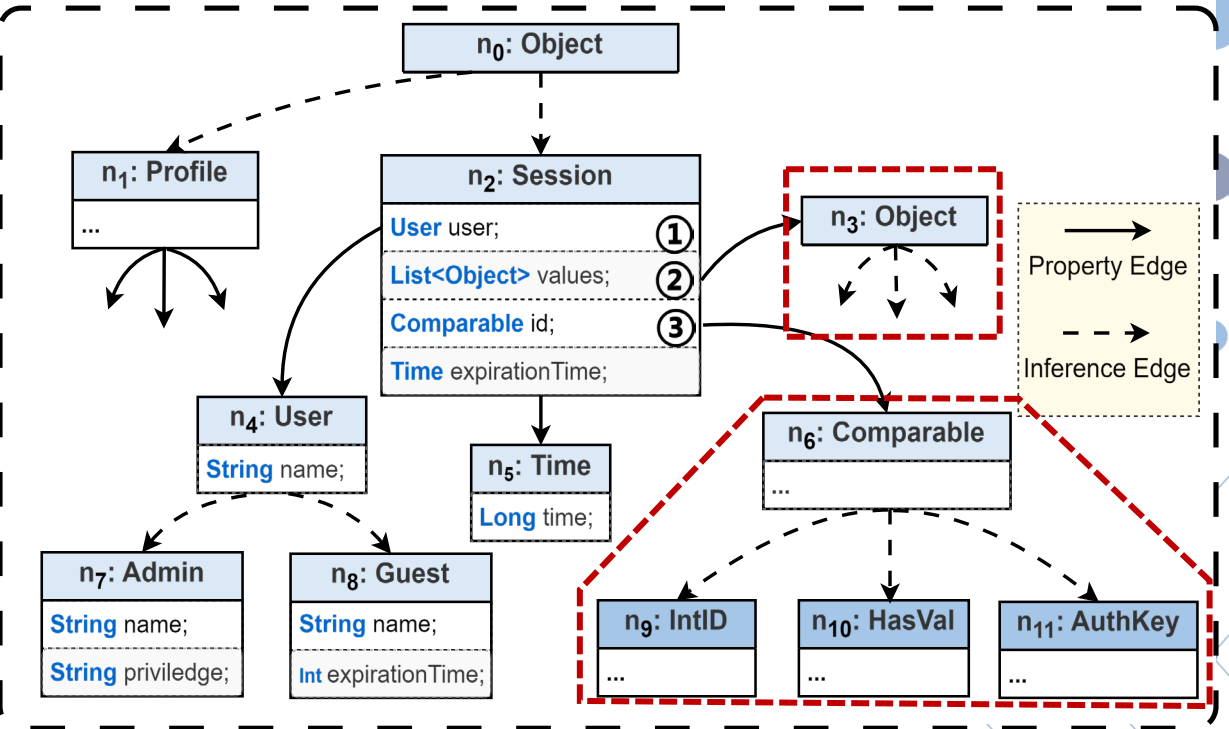 n0: Object
n1: Profile
...
n2: Session
User user; ①
List<Object> values; ②
Comparable id; ③
Time expirationTime;
n3: Object
Property Edge
Inference Edge
n4: User
String name;
n5: Time
Long time;
n6: Comparable
...
n7: Admin
String name;
String priviledge;
n8: Guest
String name;
Int expirationTime;
n9: IntID
...
n10: HasVal
...
n11: AuthKey
...